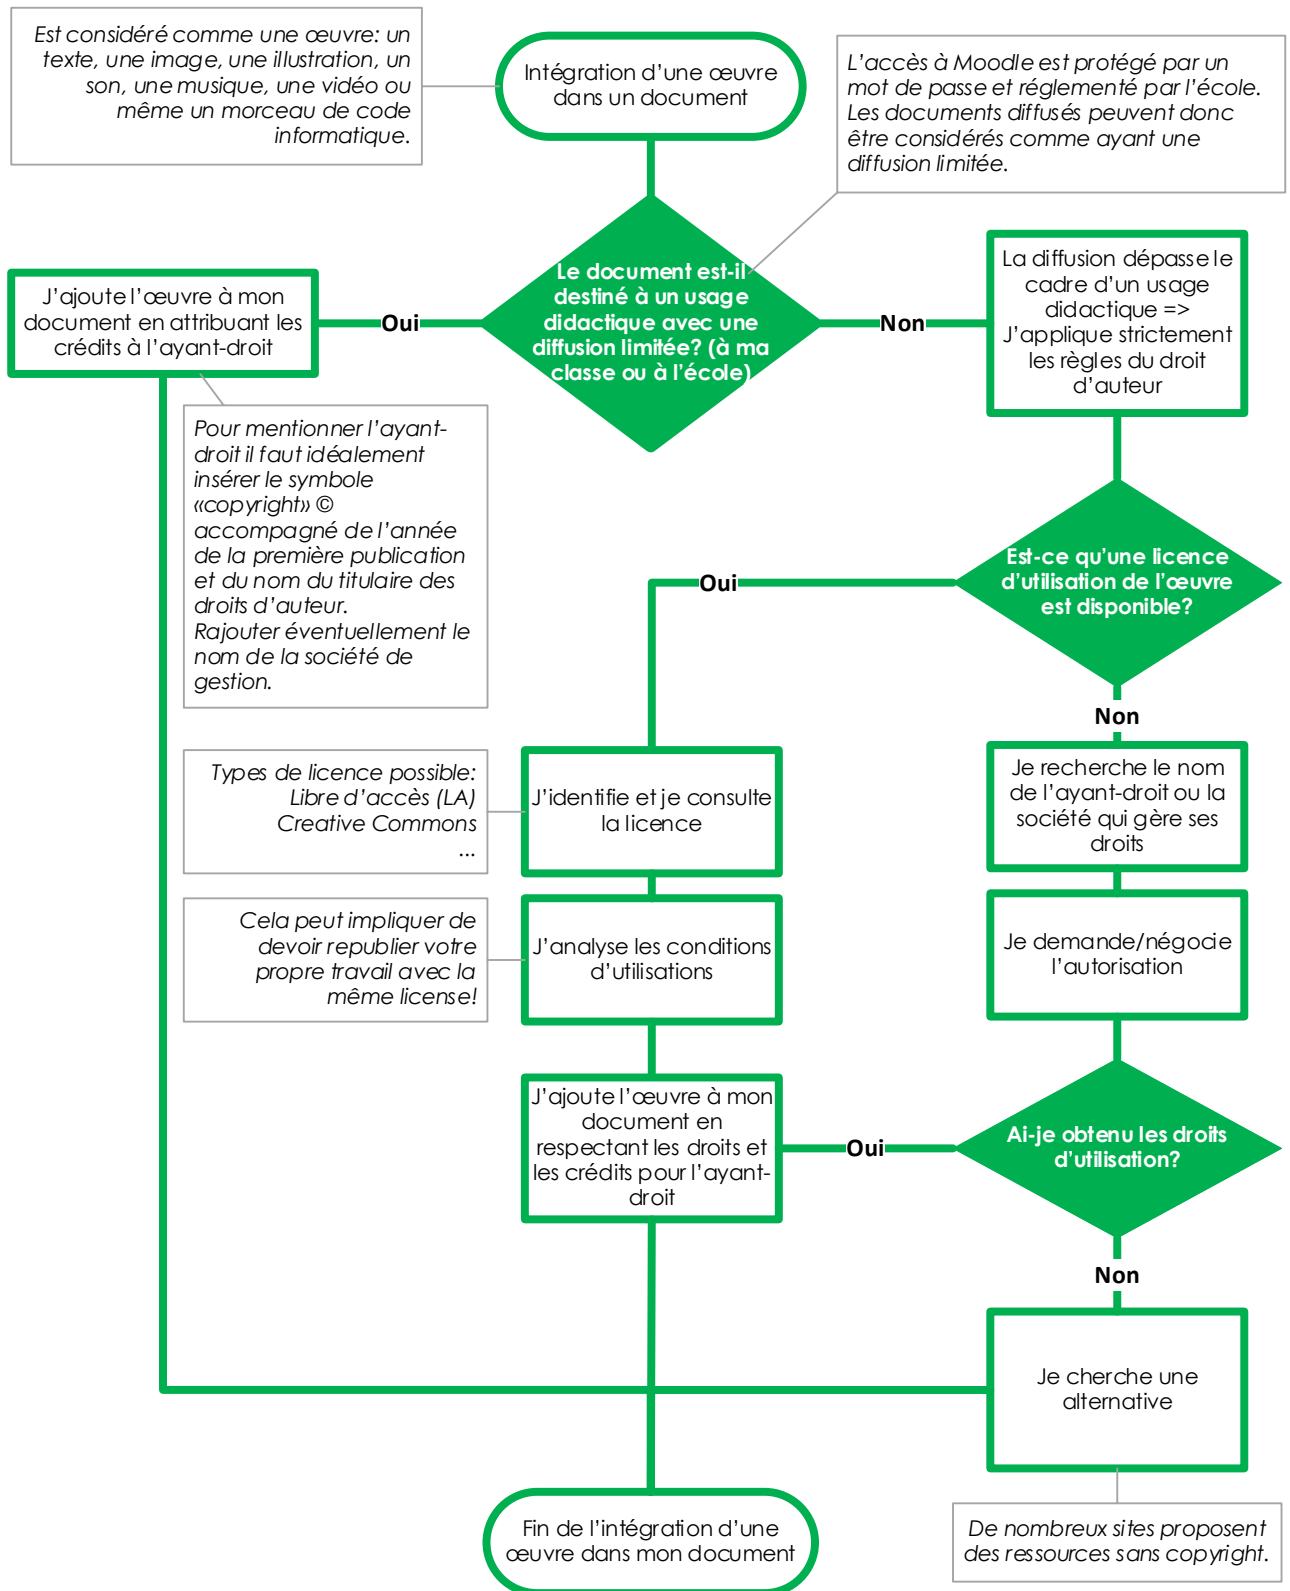 Est considéré comme une œuvre: un
texte, une image, une illustration, un
son, une musique, une vidéo ou
même un morceau de code
informatique.
Intégration d'une œuvre
dans un document
L'accès à Moodle est protégé par un
mot de passe et réglementé par l'école.
Les documents diffusés peuvent donc
être considérés comme ayant une
diffusion limitée.
J'ajoute l'œuvre à mon
document en attribuant les
crédits à l'ayant-droit
Oui
Le document est-il
destiné à un usage
didactique avec une
diffusion limitée? (à ma
classe ou à l'école)
Non
La diffusion dépasse le
cadre d'un usage
didactique =>
J'applique strictement
les règles du droit
d'auteur
Pour mentionner l'ayant-
droit il faut idéalement
insérer le symbole
«copyright» ©
accompagné de l'année
de la première publication
et du nom du titulaire des
droits d'auteur.
Rajouter éventuellement le
nom de la société de
gestion.
Oui
Est-ce qu'une licence
d'utilisation de l'œuvre
est disponible?
Non
Types de licence possible:
Libre d'accès (LA)
Creative Commons
...
J'identifie et je consulte
la licence
Je recherche le nom
de l'ayant-droit ou la
société qui gère ses
droits
Cela peut impliquer de
devoir republier votre
propre travail avec la
même license!
J'analyse les conditions
d'utilisations
Je demande/négocie
l'autorisation
J'ajoute l'œuvre à mon
document en
respectant les droits et
les crédits pour l'ayant-
droit
Oui
Ai-je obtenu les droits
d'utilisation?
Non
Je cherche une
alternative
Fin de l'intégration d'une
œuvre dans mon document
De nombreux sites proposent
des ressources sans copyright.